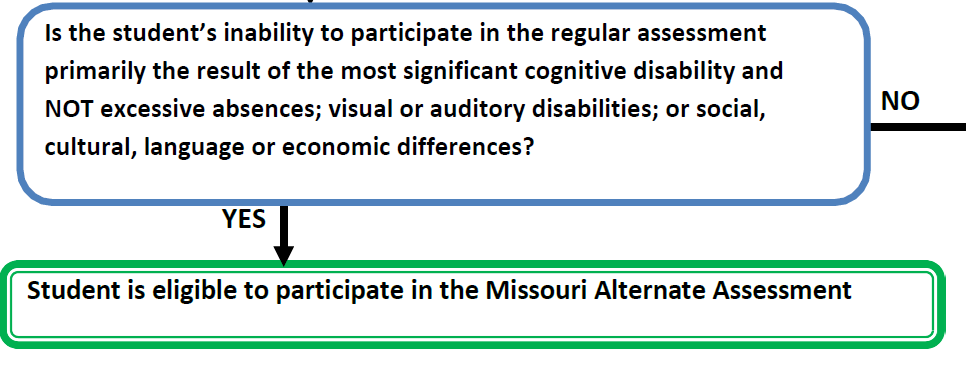 Is the student’s inability to participate in the regular assessment
primarily the result of the most significant cognitive disability and
NOT excessive absences; visual or auditory disabilities; or social,
cultural, language or economic differences?
NO
YES
Student is eligible to participate in the Missouri Alternate Assessment